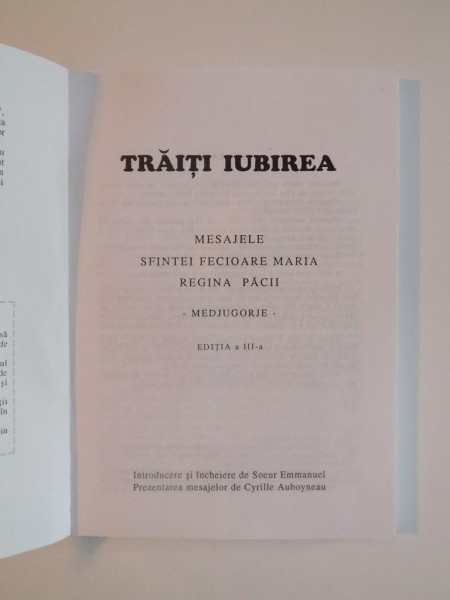 TRĂIȚI IUBIREA
MESAJELE
SFINTEI FECIOARE MARIA
REGINA PĂCII
- MEDJUGORJE -
EDIȚIA a III-a
Introducere și încheiere de Soeur Emmanuel
Prezentarea mesajelor de Cyrille Auboyneau